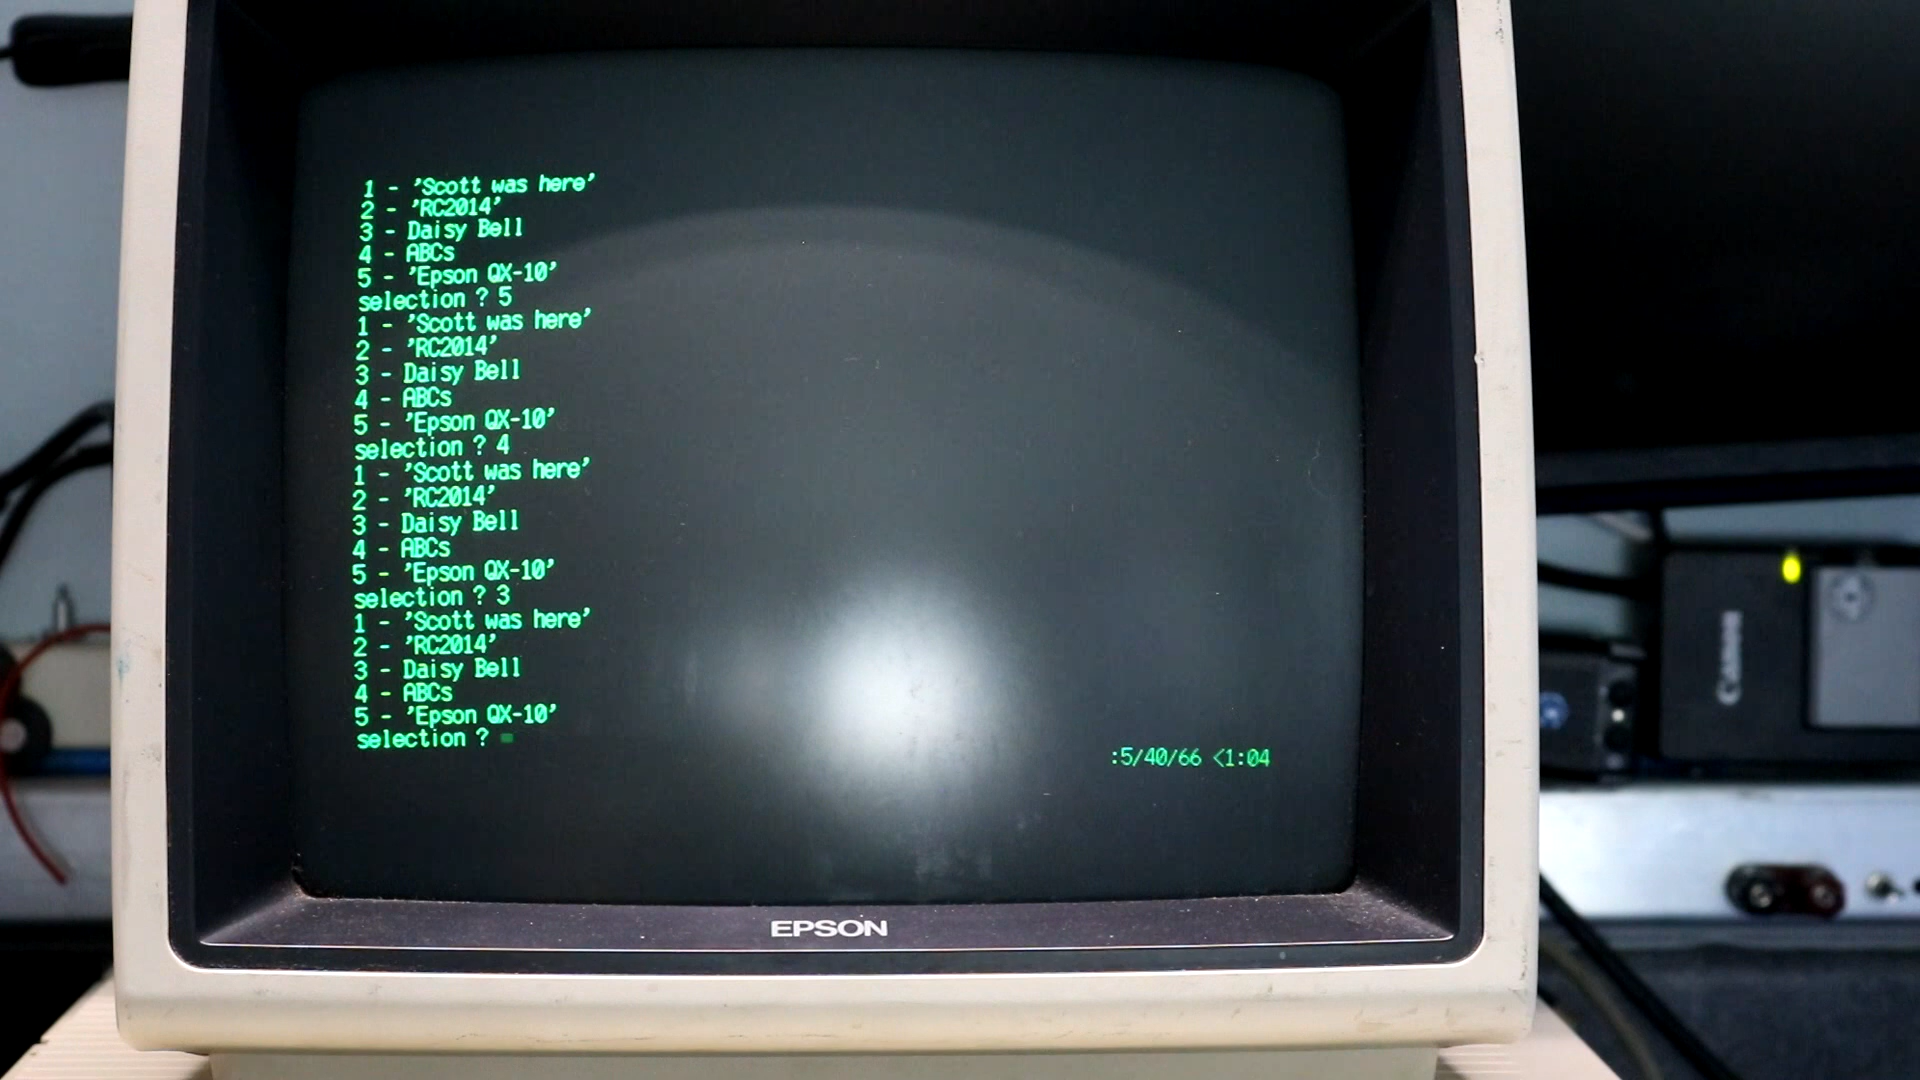 1 - 'Scott was here'
2 - 'RC2014'
3 - Daisy Bell
4 - ABCs
5 - 'Epson QX-10'
selection ? 5
1 - 'Scott was here'
2 - 'RC2014'
3 - Daisy Bell
4 - ABCs
5 - 'Epson QX-10'
selection ? 4
1 - 'Scott was here'
2 - 'RC2014'
3 - Daisy Bell
4 - ABCs
5 - 'Epson QX-10'
selection ? 3
1 - 'Scott was here'
2 - 'RC2014'
3 - Daisy Bell
4 - ABCs
5 - 'Epson QX-10'
selection ?
:5/40/66 <1:04
EPSON
Canon